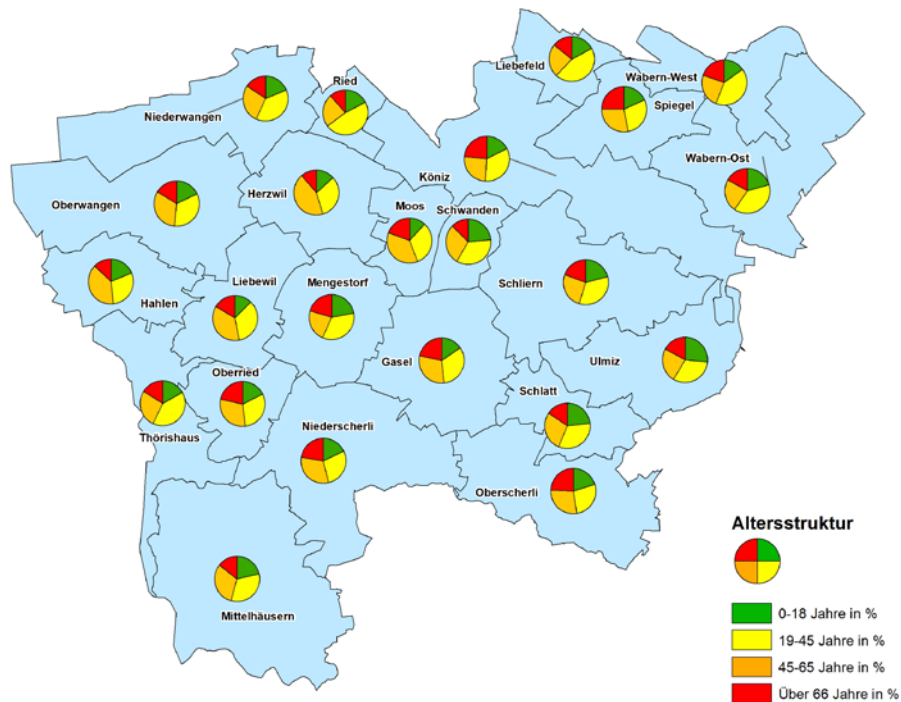 Liebefeld
Wabern-West
Ried
Niederwangen
Spiegel
Wabern-Ost
Köniz
Herzwil
Oberwangen
Moos
Schwanden
Liebewil
Mengestorf
Schliern
Hahlen
Gasel
Ulmiz
Oberried
Schlatt
Niederscherli
Thörishaus
Oberscherli
Altersstruktur
0-18 Jahre in %
Mittelhäusern
19-45 Jahre in %
45-65 Jahre in %
Über 66 Jahre in %